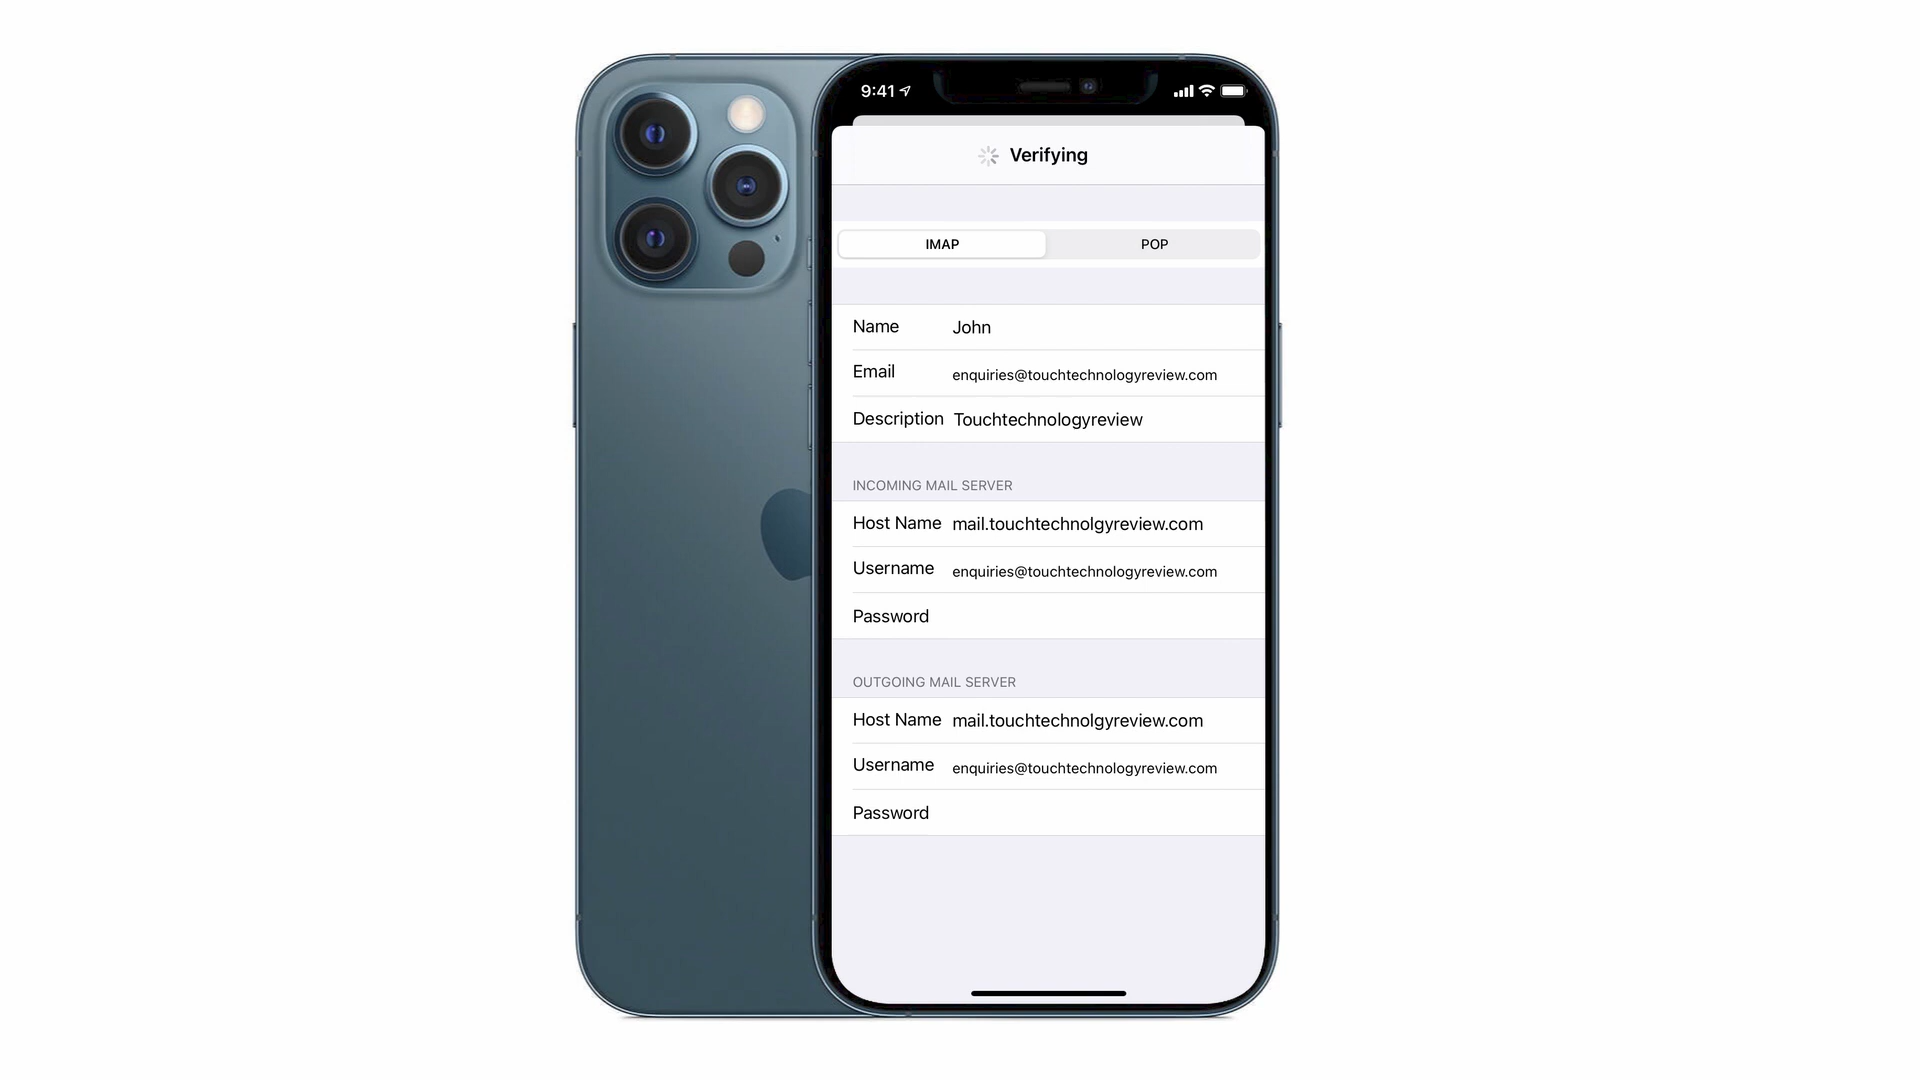 9:41
Verifying
IMAP POP
Name John
Email enquiries@touchtechnologyreview.com
Description Touchtechnologyreview
INCOMING MAIL SERVER
Host Name mail.touchtechnolgyreview.com
Username enquiries@touchtechnologyreview.com
Password
OUTGOING MAIL SERVER
Host Name mail.touchtechnolgyreview.com
Username enquiries@touchtechnologyreview.com
Password